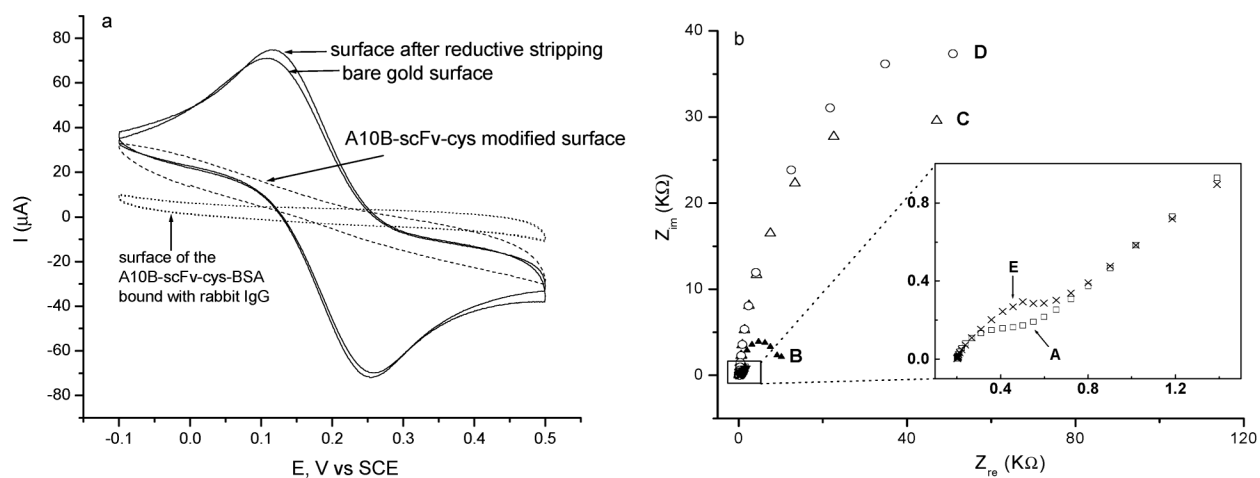 a
surface after reductive stripping
bare gold surface
A10B-scFv-cys modified surface
surface of the
A10B-scFv-cys-BSA
bound with rabbit IgG
80
60
40
20
0
-20
-40
-60
-80
I (μA)
-0.1
0.0
0.1
0.2
0.3
0.4
0.5
E, V vs SCE
b
40
30
20
10
0
Zim (KΩ)
D
C
B
0
40
80
120
Zre (KΩ)
0.8
0.4
0.0
E
A
0.4
0.8
1.2